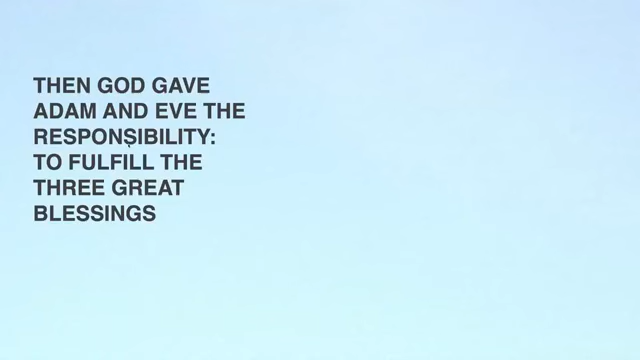 THEN GOD GAVE
ADAM AND EVE THE
RESPONSIBILITY:
TO FULFILL THE
THREE GREAT
BLESSINGS